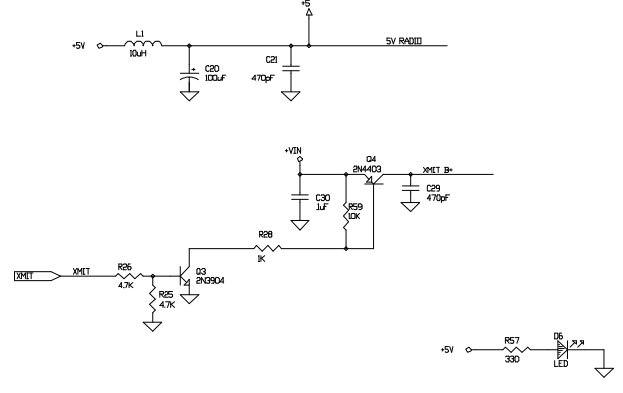 +5
+5V
L1
10uH
5V RADIO
+
C20
100uF
C21
470pF
+VIN
Q4
2N4403
XMIT B+
C30
.1uF
R59
10K
C29
470pF
R28
1K
XMIT
XMIT
R26
4.7K
Q3
2N3904
R25
4.7K
+5V
R57
330
D6
LED